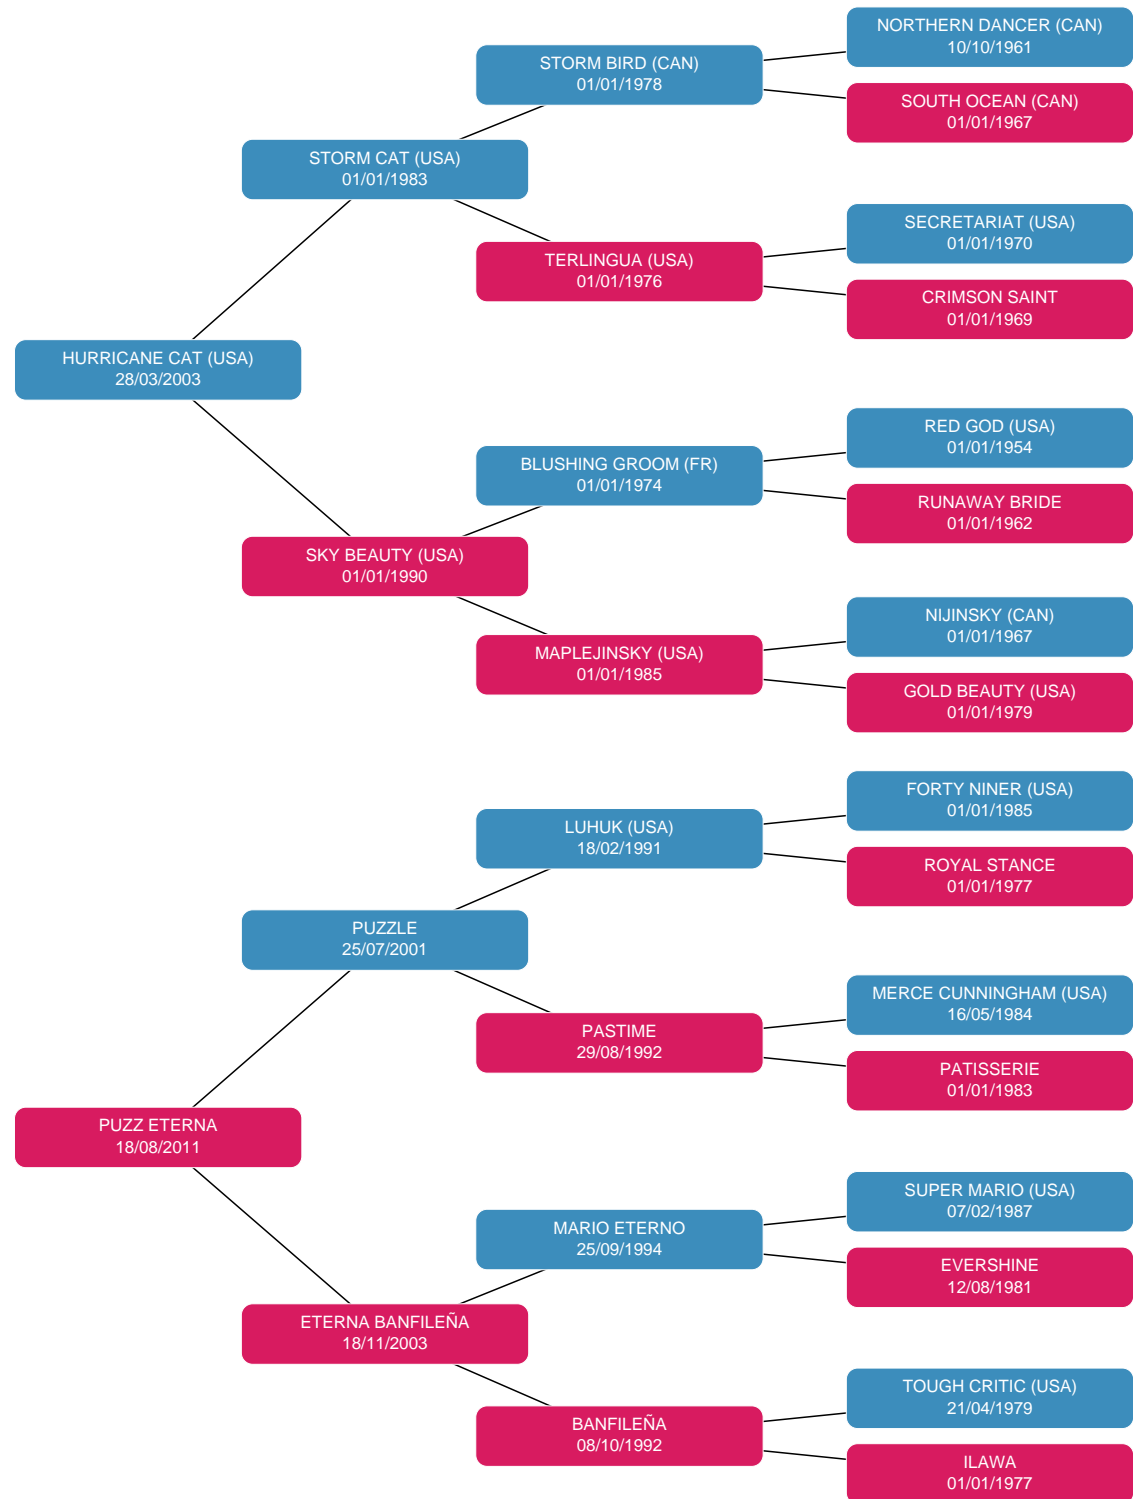 NORTHERN DANCER (CAN)
10/10/1961
STORM BIRD (CAN)
01/01/1978
SOUTH OCEAN (CAN)
01/01/1967
STORM CAT (USA)
01/01/1983
SECRETARIAT (USA)
01/01/1970
TERLINGUA (USA)
01/01/1976
CRIMSON SAINT
01/01/1969
HURRICANE CAT (USA)
28/03/2003
RED GOD (USA)
01/01/1954
BLUSHING GROOM (FR)
01/01/1974
RUNAWAY BRIDE
01/01/1962
SKY BEAUTY (USA)
01/01/1990
NIJINSKY (CAN)
01/01/1967
MAPLEJINSKY (USA)
01/01/1985
GOLD BEAUTY (USA)
01/01/1979
FORTY NINER (USA)
01/01/1985
LUHUK (USA)
18/02/1991
ROYAL STANCE
01/01/1977
PUZZLE
25/07/2001
MERCE CUNNINGHAM (USA)
16/05/1984
PASTIME
29/08/1992
PATISSERIE
01/01/1983
PUZZ ETERNA
18/08/2011
SUPER MARIO (USA)
07/02/1987
MARIO ETERNO
25/09/1994
EVERSHINE
12/08/1981
ETERNA BANFILEÑA
18/11/2003
TOUGH CRITIC (USA)
21/04/1979
BANFILEÑA
08/10/1992
ILAWA
01/01/1977